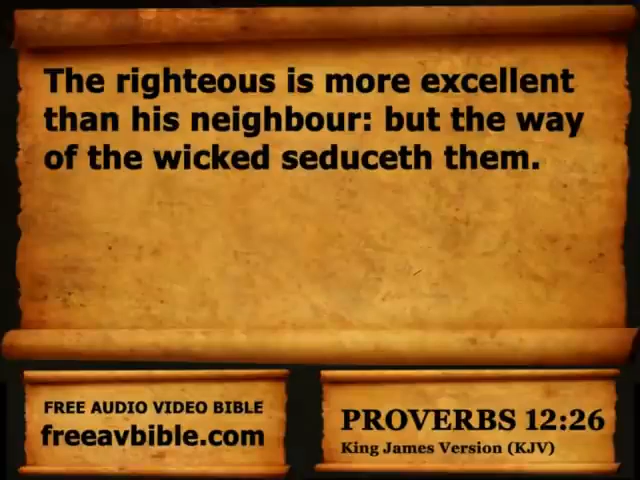 The righteous is more excellent
than his neighbour: but the way
of the wicked seduceth them.
FREE AUDIO VIDEO BIBLE
freeavbible.com
PROVERBS 12:26
King James Version (KJV)